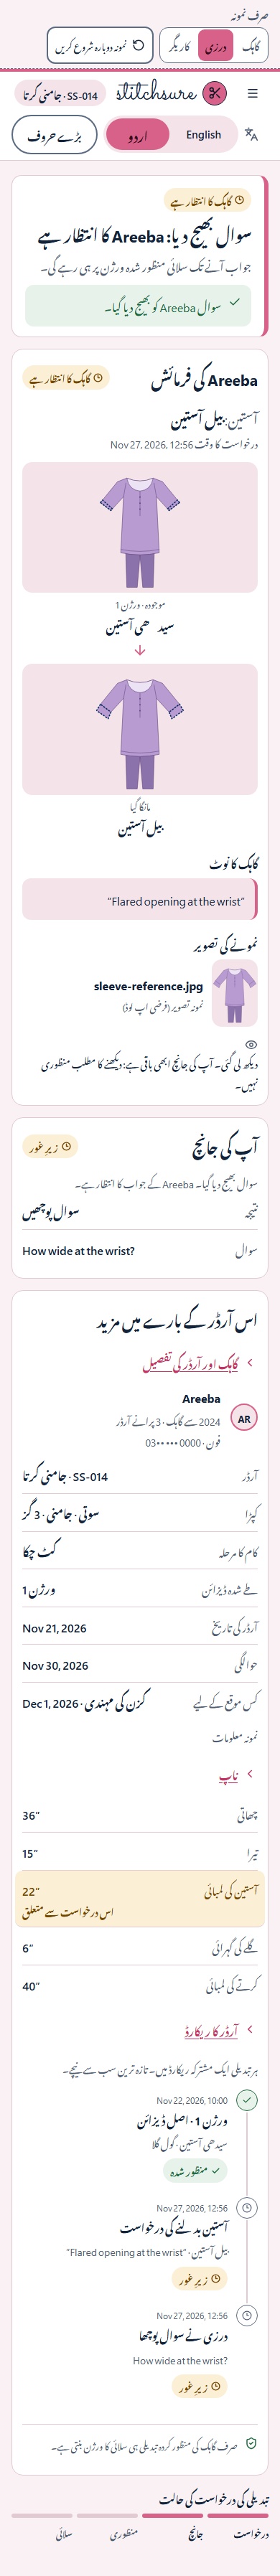 صرف نمونہ
گاہک
درزی
کاریگر
نمونہ دوبارہ شروع کریں
stitchsure
SS-014 · جامنی کرتا
English
اردو
بڑے حروف
گاہک کا انتظار ہے
سوال بھیج دیا: Areeba کا انتظار ہے
جواب آنے تک سلائی منظور شدہ ورژن پر ہی رہے گی۔
سوال Areeba کو بھیج دیا گیا۔
Areeba کی فرمائش
گاہک کا انتظار ہے
آستین: بیل آستین
درخواست کا وقت Nov 27, 2026, 12:56
موجودہ · ورژن 1
سیدھی آستین
مانگا گیا
بیل آستین
گاہک کا نوٹ
"Flared opening at the wrist"
نمونے کی تصویر
sleeve-reference.jpg
نمونہ تصویر (فرضی اپ لوڈ)
دیکھ لی گئی۔ آپ کی جانچ ابھی باقی ہے: دیکھنے کا مطلب منظوری
نہیں۔
آپ کی جانچ
زیرِ غور
سوال بھیج دیا گیا۔ Areeba کے جواب کا انتظار ہے۔
نتیجہ
سوال پوچھیں
سوال
How wide at the wrist?
اس آرڈر کے بارے میں مزید
گاہک اور آرڈر کی تفصیل
AR
Areeba
2024 سے گاہک · 3 پرانے آرڈر
فون · 03•• ••• 0000
آرڈر
SS-014 · جامنی کرتا
کپڑا
سوتی · جامنی · 3 گز
کام کا مرحلہ
کٹ چکا
طے شدہ ڈیزائن
ورژن 1
آرڈر کی تاریخ
Nov 21, 2026
حوالگی
Nov 30, 2026
کس موقع کے لیے
کزن کی مہندی · Dec 1, 2026
نمونہ معلومات
ناپ
چھاتی
36″
تیرا
15″
آستین کی لمبائی
22″
اس درخواست سے متعلق
گلے کی گہرائی
6″
کرتے کی لمبائی
40″
آرڈر کا ریکارڈ
ہر تبدیلی ایک مشترکہ ریکارڈ میں۔ تازہ ترین سب سے نیچے۔
Nov 22, 2026, 10:00
ورژن 1 · اصل ڈیزائن
سیدھی آستین · گول گلا
منظور شدہ
Nov 27, 2026, 12:56
آستین بدلنے کی درخواست
بیل آستین · "Flared opening at the wrist"
زیرِ غور
Nov 27, 2026, 12:56
درزی نے سوال پوچھا
How wide at the wrist?
زیرِ غور
صرف گاہک کی منظور کردہ تبدیلی ہی سلائی کا ورژن بنتی ہے۔
تبدیلی کی درخواست کی حالت
درخواست
جانچ
منظوری
سلائی